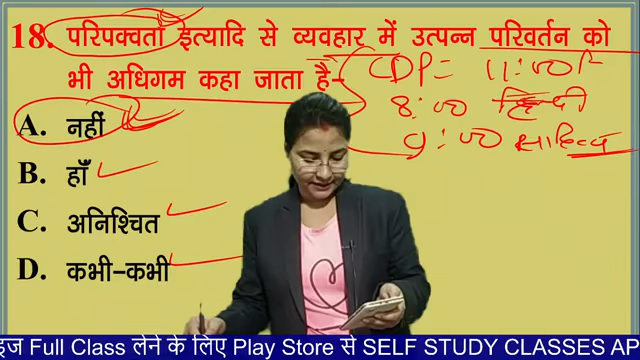 18. परिपक्वता इत्यादि से व्यवहार में उत्पन्न परिवर्तन को
भी अधिगम कहा जाता है-
CDP = 11:00
8:00 हिन्दी
9:00 साहित्य
A. नहीं
B. हाँ
C. अनिश्चित
D. कभी-कभी
इज Full Class लेने के लिए Play Store से SELF STUDY CLASSES AP